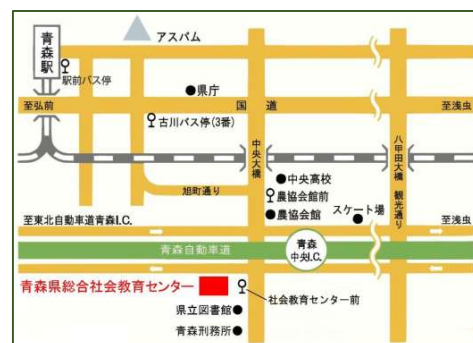 アスパム
青森駅
駅前バス停
県庁
至弘前
国道
至浅虫
古川バス停(3番)
中央大橋
八甲田大橋
観光通り
旭町通り
中央高校
農協会館前
農協会館
スケート場
至東北自動車道青森I.C.
至浅虫
青森自動車道
青森
中央I.C.
青森県総合社会教育センター
社会教育センター前
県立図書館
青森刑務所